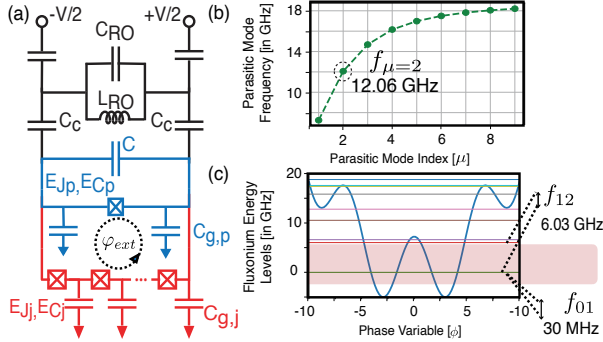 (a)
-V/2
+V/2
C_RO
L_RO
C_c
C_c
C
E_Jp,E_Cp
φ_ext
C_g,p
E_Jj,E_Cj
C_g,j
(b)
Parasitic Mode
Frequency [in GHz]
18
16
14
12
10
8
f_μ=2
12.06 GHz
2
4
6
8
Parasitic Mode Index [μ]
(c)
Fluxonium Energy
Levels [in GHz]
20
10
0
-10
-5
0
5
-10
Phase Variable [ϕ]
f_12
6.03 GHz
f_01
30 MHz